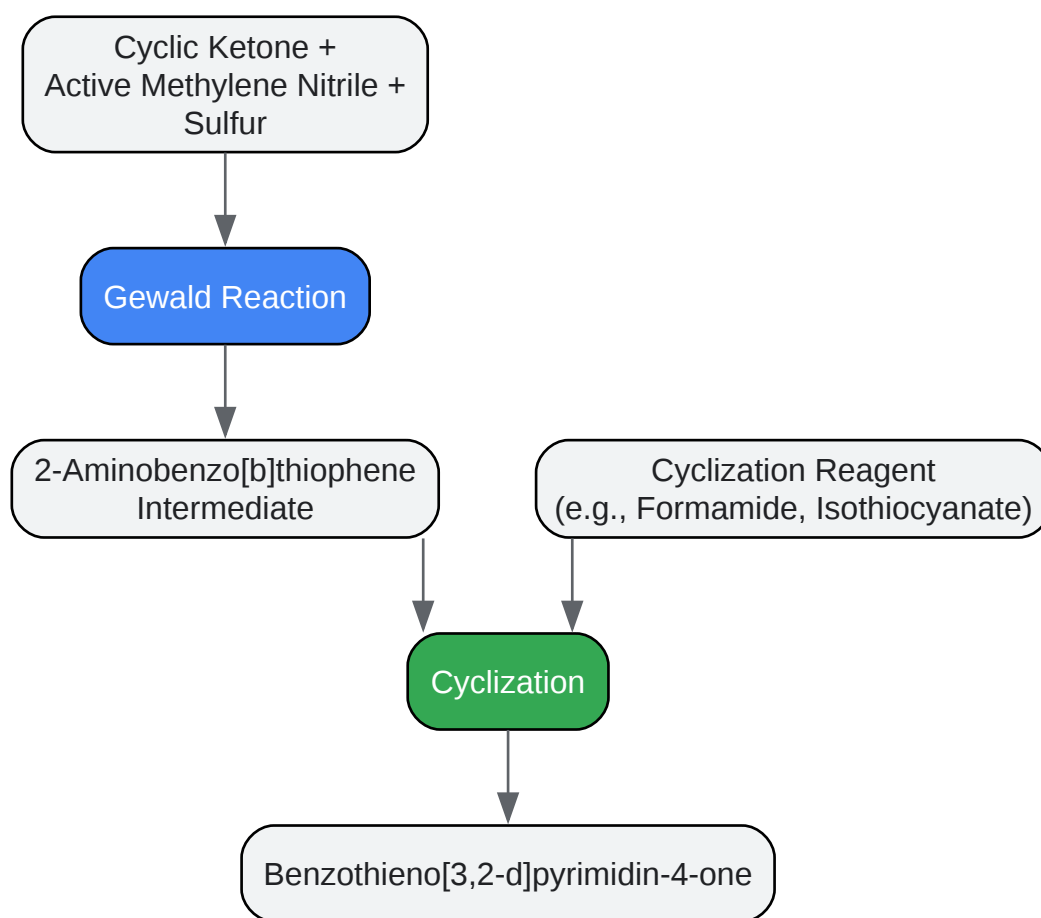 Cyclic Ketone +
Active Methylene Nitrile +
Sulfur
Gewald Reaction
2-Aminobenzo[b]thiophene
Intermediate
Cyclization Reagent
(e.g., Formamide, Isothiocyanate)
Cyclization
Benzothieno[3,2-d]pyrimidin-4-one